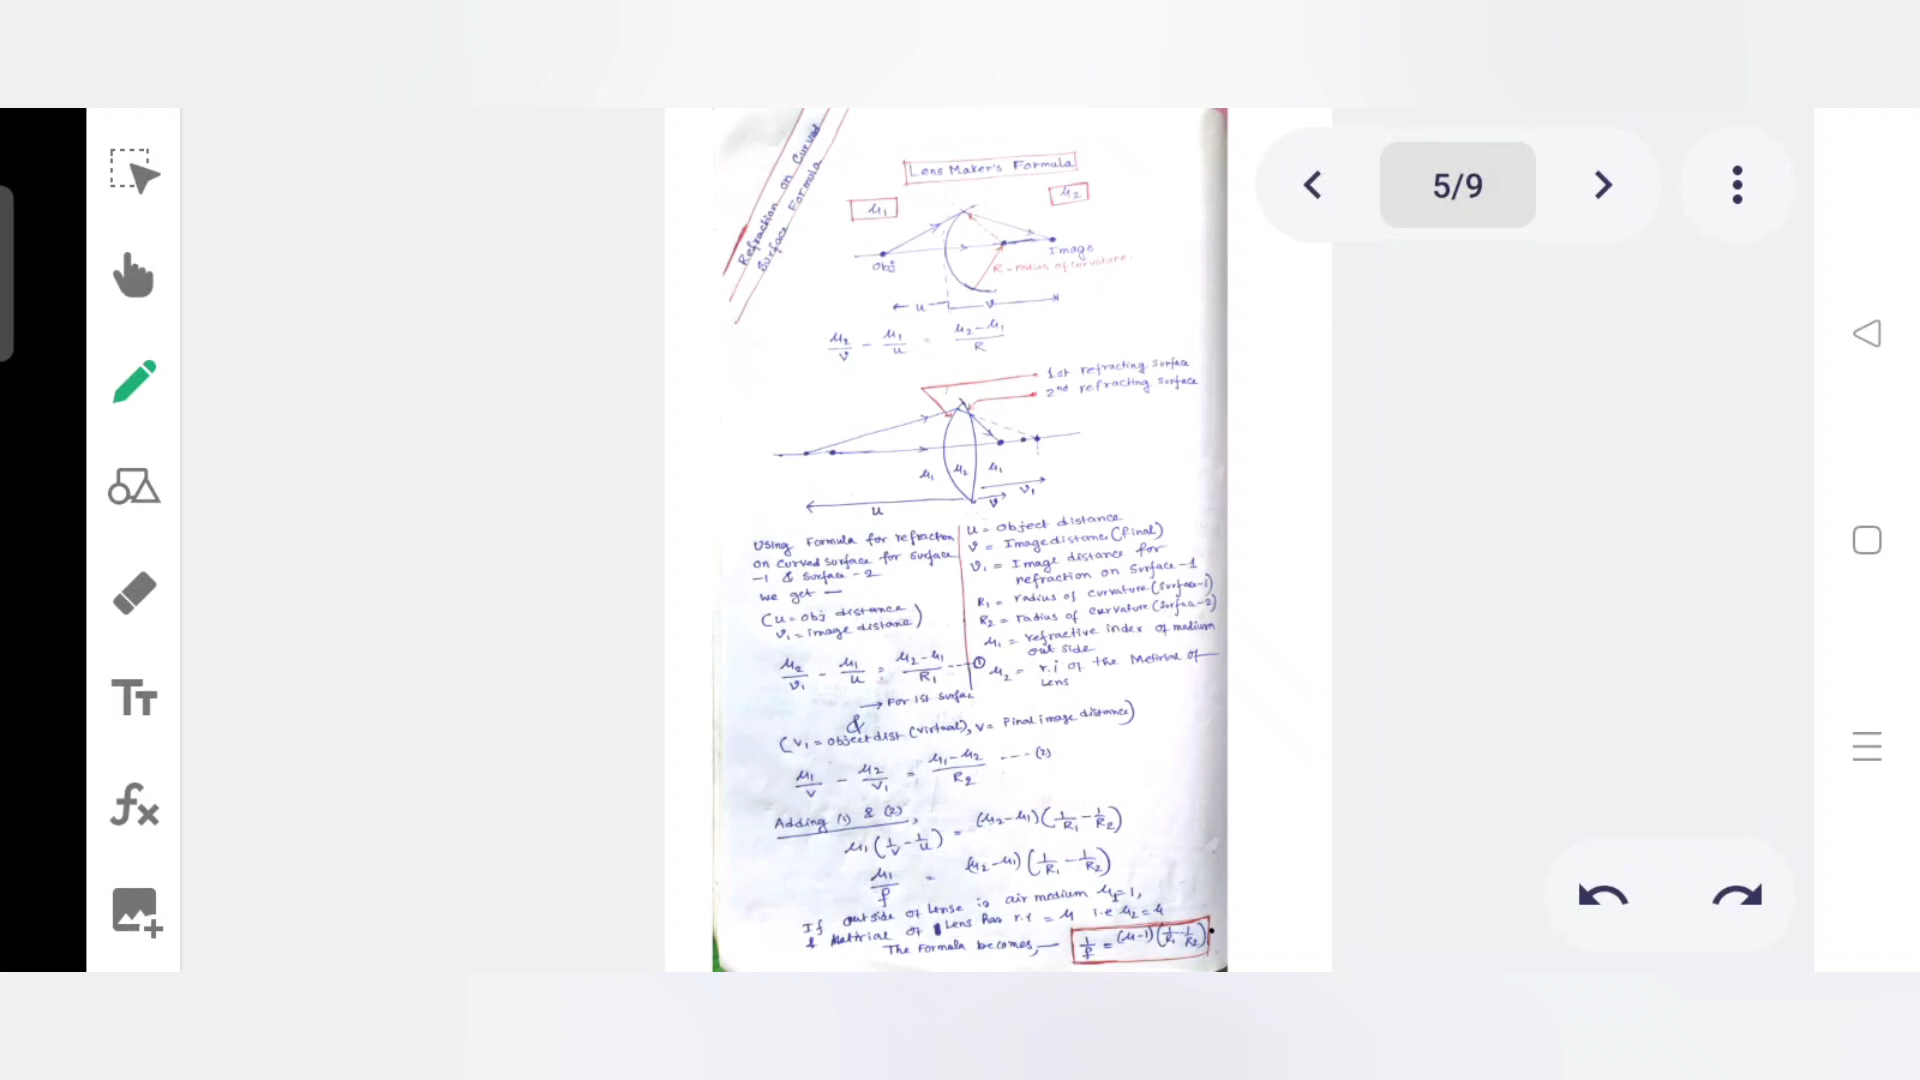 5/9
Refraction on Curved
Surface Formula
Lens Maker's Formula
μ₁
μ₂
Obj
Image
R - radius of curvature.
u
v
μ₂/v - μ₁/u = μ₂-μ₁/R
1st refracting surface
2nd refracting surface
μ₁ μ₂ μ₁
v v₁
u
Using Formula for refraction
on curved surface for surface
-1 & surface - 2
we get —
(u = obj distance
v₁ = image distane)
μ₂/v₁ - μ₁/u = μ₂-μ₁/R₁ ---- ①
→ For 1st surfac
u = Object distance
v = Image distane (final)
v₁ = Image distance for
refraction on surface-1
R₁ = radius of curvature (surface-1)
R₂ = radius of curvature (surface-2)
μ₁ = refractive index of medium
out side
μ₂ = r.i of the Metirial of
Lens
&
(v₁ = object dist (virtual), v = Final image distance)
μ₁/v - μ₂/v₁ = μ₁-μ₂/R₂ ---- (2)
Adding (1) & (2),
μ₁(1/v - 1/u) = (μ₂-μ₁)(1/R₁ - 1/R₂)
μ₁/f = (μ₂-μ₁)(1/R₁ - 1/R₂)
If out side of lense is air medium μ₁=1,
& Matirial of Lens has r.i = μ i.e μ₂ = μ
The Formula becomes, — 1/f = (μ-1)(1/R₁ - 1/R₂)
Tт
fx